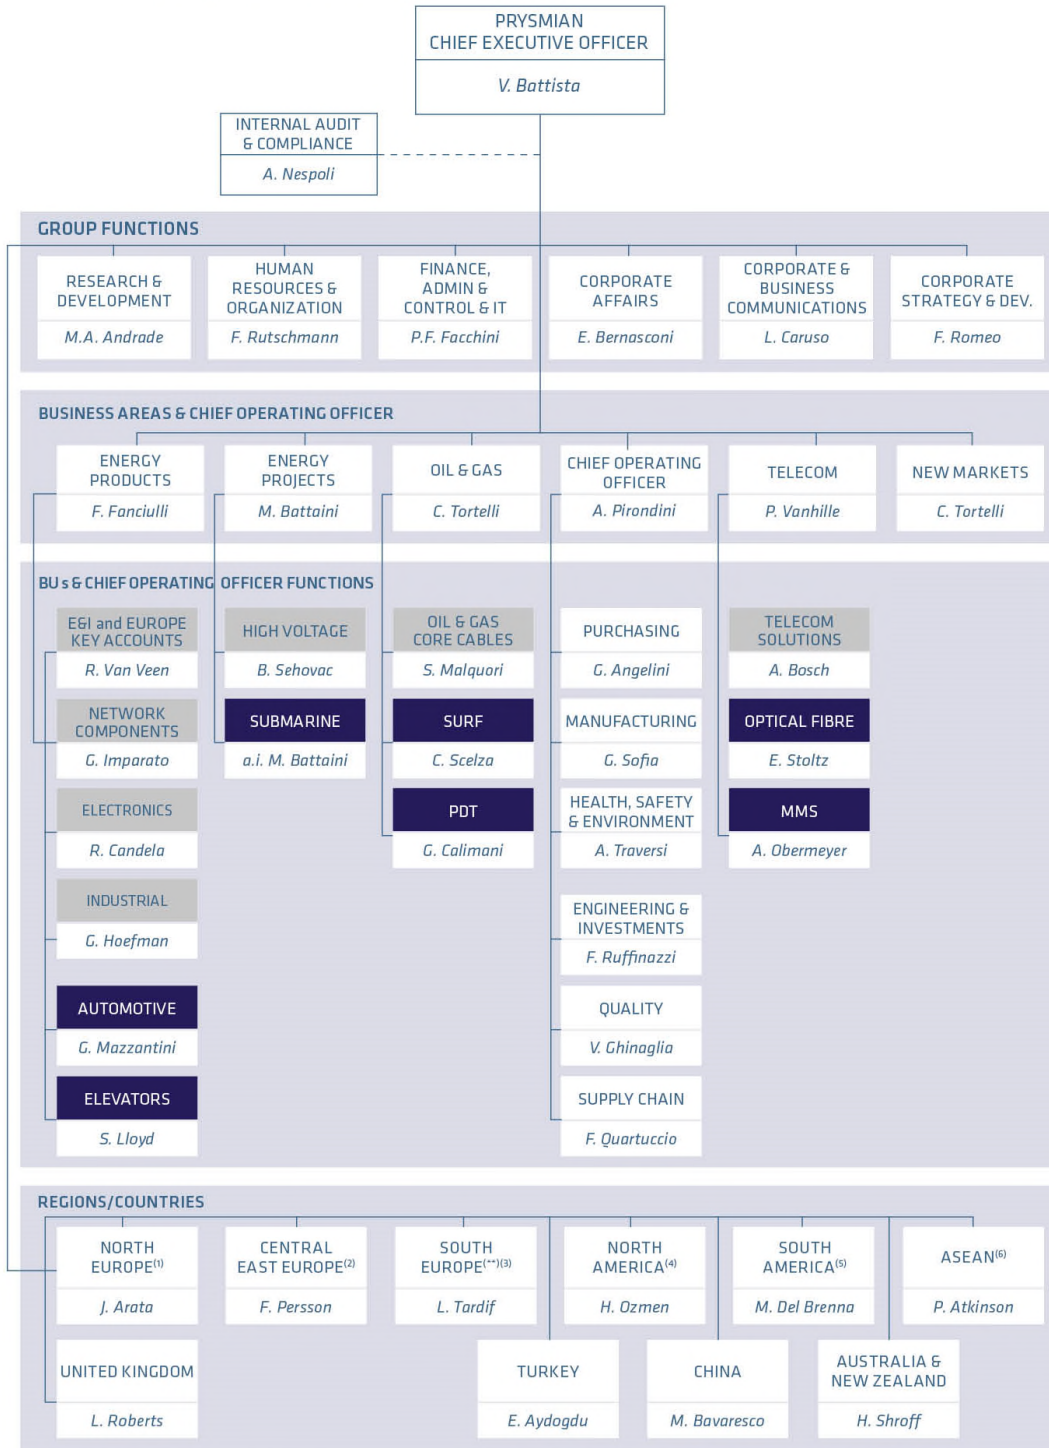 PRYSMIAN
CHIEF EXECUTIVE OFFICER
V. Battista
INTERNAL AUDIT
& COMPLIANCE
A. Nespoli
GROUP FUNCTIONS
RESEARCH &
DEVELOPMENT
M.A. Andrade
HUMAN
RESOURCES &
ORGANIZATION
F. Rutschmann
FINANCE,
ADMIN &
CONTROL & IT
P.F. Facchini
CORPORATE
AFFAIRS
E. Bernasconi
CORPORATE &
BUSINESS
COMMUNICATIONS
L. Caruso
CORPORATE
STRATEGY & DEV.
F. Romeo
BUSINESS AREAS & CHIEF OPERATING OFFICER
ENERGY
PRODUCTS
F. Fanciulli
ENERGY
PROJECTS
M. Battaini
OIL & GAS
C. Tortelli
CHIEF OPERATING
OFFICER
A. Pirondini
TELECOM
P. Vanhille
NEW MARKETS
C. Tortelli
BUs & CHIEF OPERATING OFFICER FUNCTIONS
E&I and EUROPE
KEY ACCOUNTS
R. Van Veen
NETWORK
COMPONENTS
G. Imparato
ELECTRONICS
R. Candela
INDUSTRIAL
G. Hoefman
AUTOMOTIVE
G. Mazzantini
ELEVATORS
S. Lloyd
HIGH VOLTAGE
B. Sehovac
SUBMARINE
a.i. M. Battaini
OIL & GAS
CORE CABLES
S. Malquori
SURF
C. Scelza
PDT
G. Calimani
PURCHASING
G. Angelini
MANUFACTURING
G. Sofia
HEALTH, SAFETY
& ENVIRONMENT
A. Traversi
ENGINEERING &
INVESTMENTS
F. Ruffinazzi
QUALITY
V. Ghinaglia
SUPPLY CHAIN
F. Quartuccio
TELECOM
SOLUTIONS
A. Bosch
OPTICAL FIBRE
E. Stoltz
MMS
A. Obermeyer
REGIONS/COUNTRIES
NORTH
EUROPE(1)
J. Arata
CENTRAL
EAST EUROPE(2)
F. Persson
SOUTH
EUROPE(**)(3)
L. Tardif
NORTH
AMERICA(4)
H. Ozmen
SOUTH
AMERICA(5)
M. Del Brenna
ASEAN(6)
P. Atkinson
UNITED KINGDOM
L. Roberts
TURKEY
E. Aydogdu
CHINA
M. Bavaresco
AUSTRALIA &
NEW ZEALAND
H. Shroff